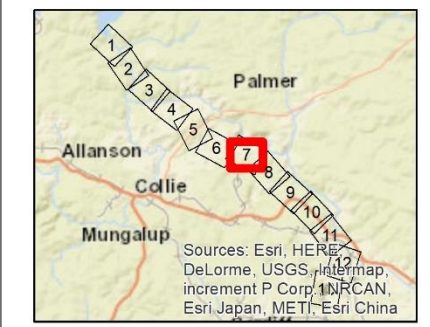 1
2
3
Palmer
4
5
Allanson
6
7
8
Collie
9
10
Mungalup
11
Sources: Esri, HERE,
12
DeLorme, USGS, Intermap,
increment P Corp., NRCAN,
Esri Japan, METI, Esri China